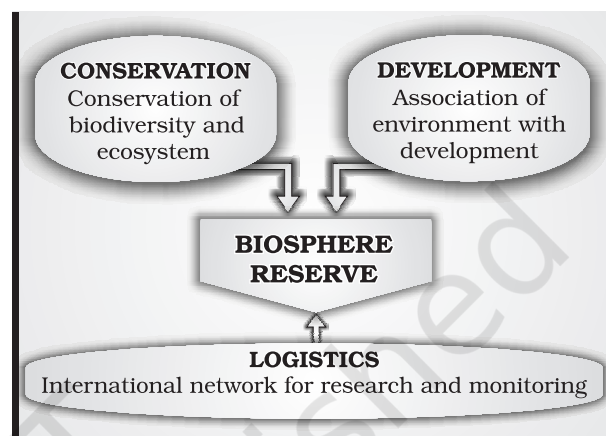 CONSERVATION
Conservation of
biodiversity and
ecosystem
DEVELOPMENT
Association of
environment with
development
BIOSPHERE
RESERVE
LOGISTICS
International network for research and monitoring